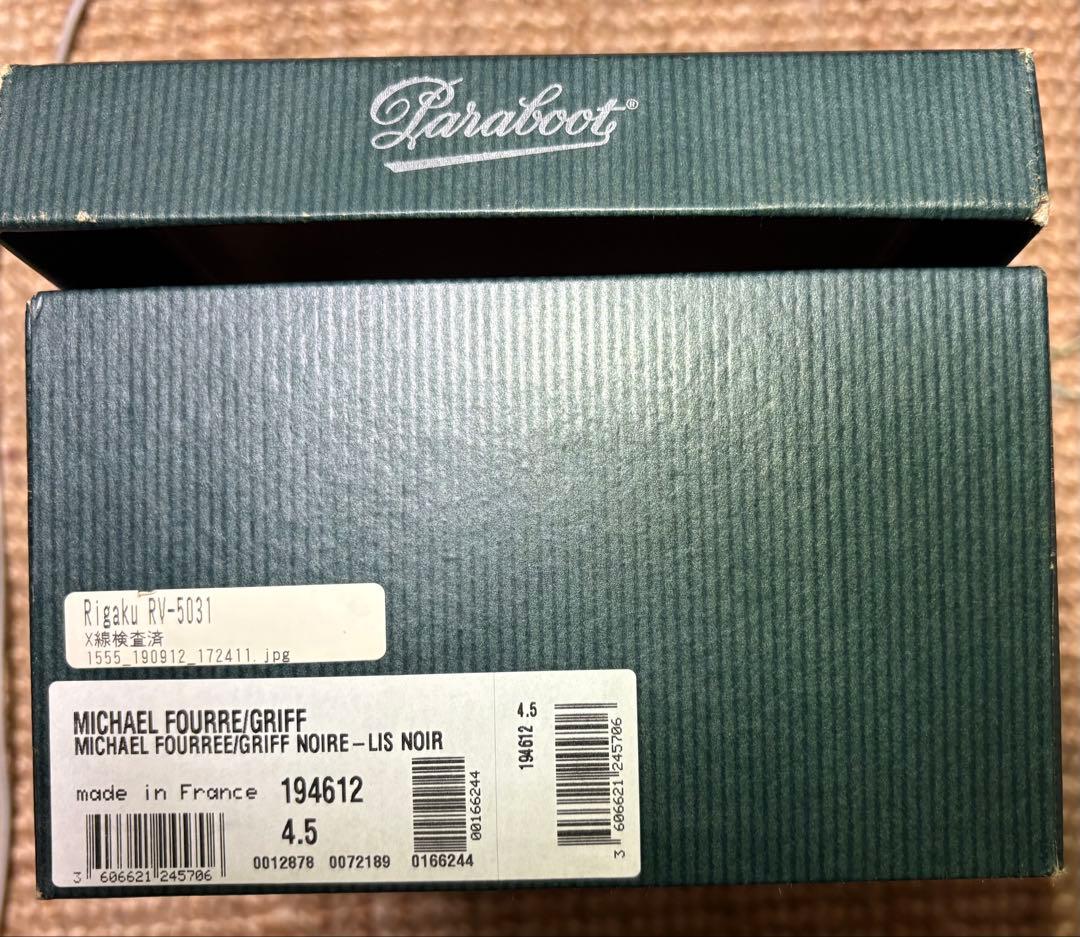 Paraboot®
Rigaku RV-5031
X線検査済
1555_190912_172411.jpg
MICHAEL FOURRE/GRIFF
MICHAEL FOURREE/GRIFF NOIRE-LIS NOIR
made in France 194612
4.5
0012878 0072189 0166244
3 606621 245706
00166244
4.5
194612
3 606621 245706